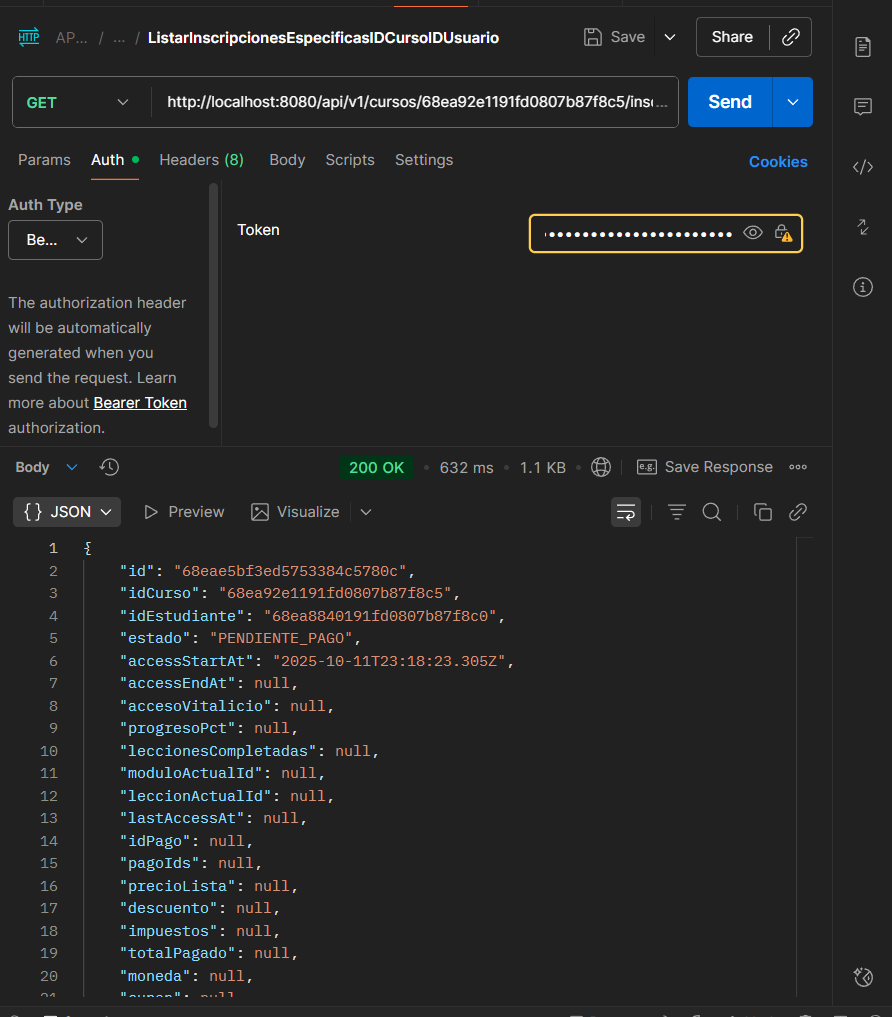 HTTP AP... / ... / ListarInscripcionesEspecificasIDCursoIDUsuario Save Share
GET http://localhost:8080/api/v1/cursos/68ea92e1191fd0807b87f8c5/ins... Send
Params Auth Headers (8) Body Scripts Settings Cookies
Auth Type
Be...
Token
The authorization header
will be automatically
generated when you
send the request. Learn
more about Bearer Token
authorization.
Body 200 OK • 632 ms • 1.1 KB • e.g. Save Response
{} JSON Preview Visualize
1 {
2 "id": "68eae5bf3ed5753384c5780c",
3 "idCurso": "68ea92e1191fd0807b87f8c5",
4 "idEstudiante": "68ea8840191fd0807b87f8c0",
5 "estado": "PENDIENTE_PAGO",
6 "accessStartAt": "2025-10-11T23:18:23.305Z",
7 "accessEndAt": null,
8 "accesoVitalicio": null,
9 "progresoPct": null,
10 "leccionesCompletadas": null,
11 "moduloActualId": null,
12 "leccionActualId": null,
13 "lastAccessAt": null,
14 "idPago": null,
15 "pagoIds": null,
16 "precioLista": null,
17 "descuento": null,
18 "impuestos": null,
19 "totalPagado": null,
20 "moneda": null,